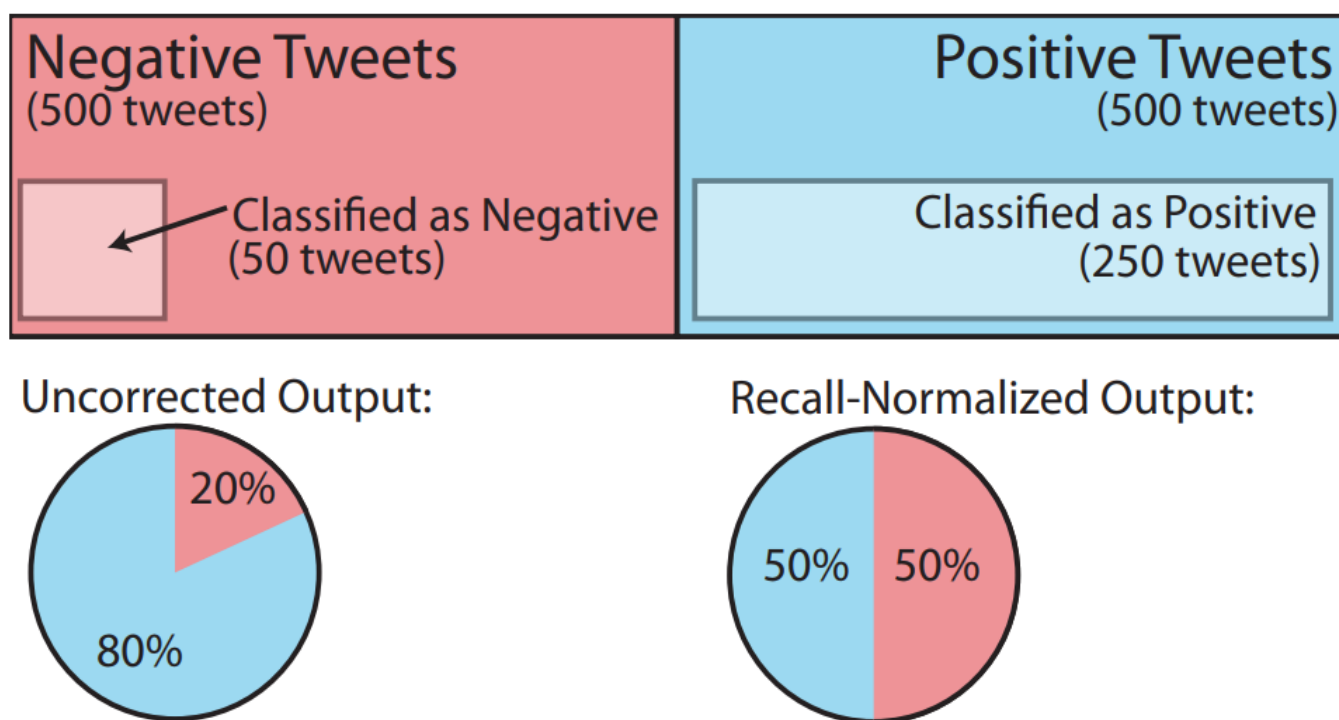 Negative Tweets
(500 tweets)
Positive Tweets
(500 tweets)
Classified as Negative
(50 tweets)
Classified as Positive
(250 tweets)
Uncorrected Output:
20%
80%
Recall-Normalized Output:
50%
50%